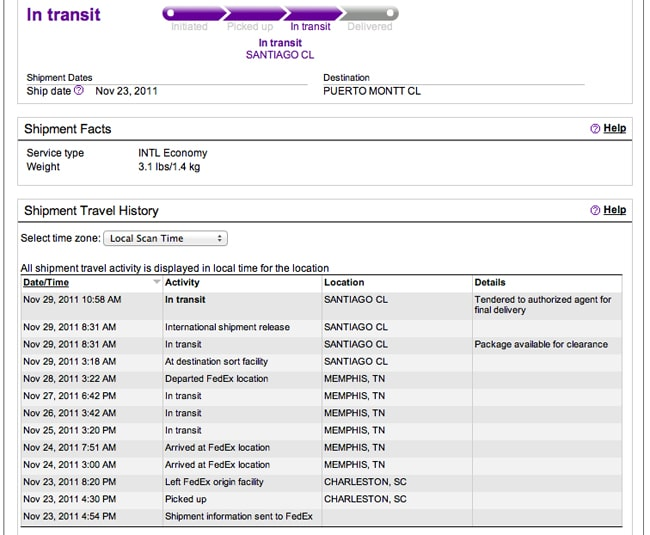 In transit
Initiated Picked up In transit Delivered
In transit
SANTIAGO CL
Shipment Dates Destination
Ship date ? Nov 23, 2011 PUERTO MONTT CL
Shipment Facts ? Help
Service type INTL Economy
Weight 3.1 lbs/1.4 kg
Shipment Travel History ? Help
Select time zone: Local Scan Time
All shipment travel activity is displayed in local time for the location
Date/Time Activity Location Details
Nov 29, 2011 10:58 AM In transit SANTIAGO CL Tendered to authorized agent for
final delivery
Nov 29, 2011 8:31 AM International shipment release SANTIAGO CL
Nov 29, 2011 8:31 AM In transit SANTIAGO CL Package available for clearance
Nov 29, 2011 3:18 AM At destination sort facility SANTIAGO CL
Nov 28, 2011 3:22 AM Departed FedEx location MEMPHIS, TN
Nov 27, 2011 6:42 PM In transit MEMPHIS, TN
Nov 26, 2011 3:42 AM In transit MEMPHIS, TN
Nov 25, 2011 3:20 PM In transit MEMPHIS, TN
Nov 24, 2011 7:51 AM Arrived at FedEx location MEMPHIS, TN
Nov 24, 2011 3:00 AM Arrived at FedEx location MEMPHIS, TN
Nov 23, 2011 8:20 PM Left FedEx origin facility CHARLESTON, SC
Nov 23, 2011 4:30 PM Picked up CHARLESTON, SC
Nov 23, 2011 4:54 PM Shipment information sent to FedEx